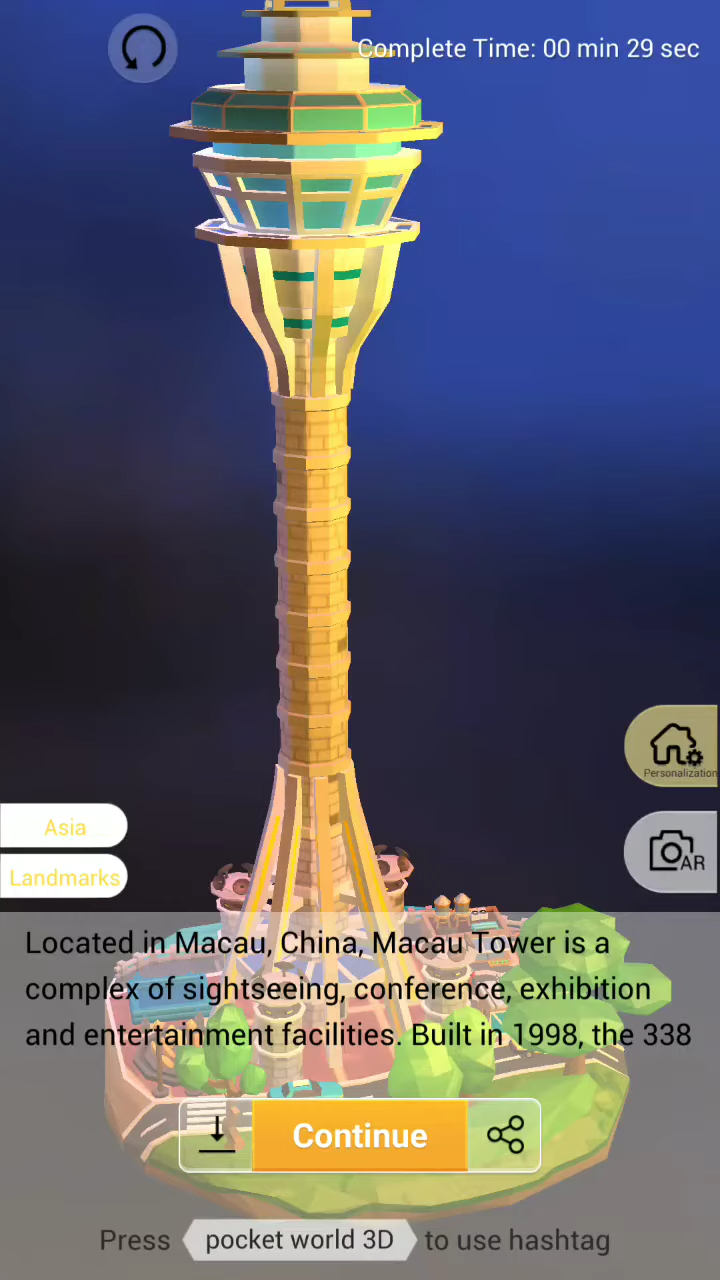 Complete Time: 00 min 29 sec
Personalization
Asia
AR
Landmarks
Located in Macau, China, Macau Tower is a
complex of sightseeing, conference, exhibition
and entertainment facilities. Built in 1998, the 338
Continue
Press pocket world 3D to use hashtag